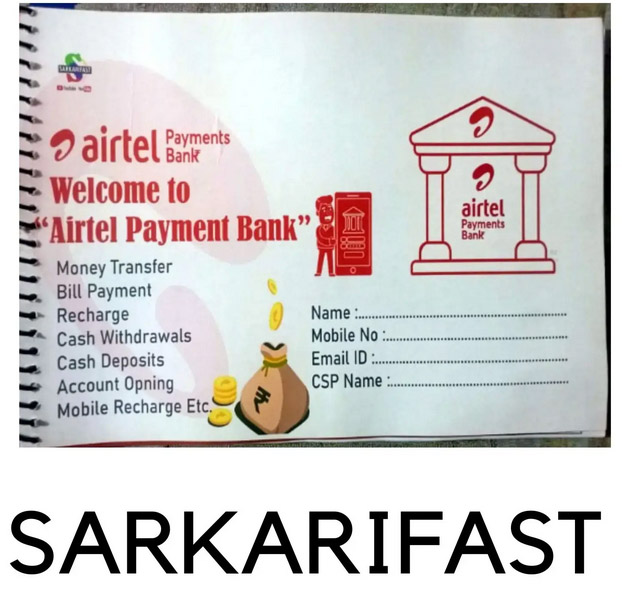 SARKARIFAST
YouTube
airtel Payments
Bank
Welcome to
“Airtel Payment Bank”
Money Transfer
Bill Payment
Recharge
Cash Withdrawals
Cash Deposits
Account Opning
Mobile Recharge Etc.
airtel
Payments
Bank
Name :
Mobile No :
Email ID :
CSP Name :
SARKARIFAST